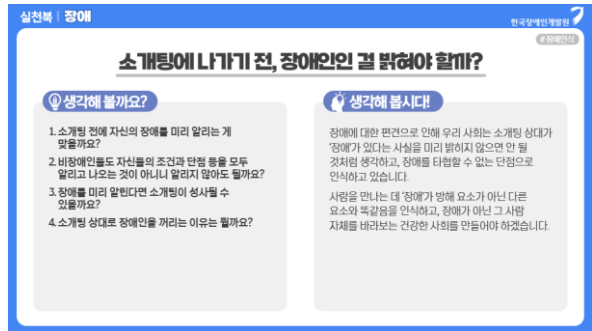 실천북 | 장애
한국장애인개발원
#장애인식
소개팅에 나가기 전, 장애인인 걸 밝혀야 할까?
생각해 볼까요?
1. 소개팅 전에 자신의 장애를 미리 알리는 게
맞을까요?
2. 비장애인들도 자신들의 조건과 단점 등을 모두
알리고 나오는 것이 아니니 알리지 않아도 될까요?
3. 장애를 미리 알린다면 소개팅이 성사될 수
있을까요?
4. 소개팅 상대로 장애인을 꺼리는 이유는 뭘까요?
생각해 봅시다!
장애에 대한 편견으로 인해 우리 사회는 소개팅 상대가
'장애'가 있다는 사실을 미리 밝히지 않으면 안 될
것처럼 생각하고, 장애를 타협할 수 없는 단점으로
인식하고 있습니다.
사람을 만나는 데 '장애'가 방해 요소가 아닌 다른
요소와 똑같음을 인식하고, 장애가 아닌 그 사람
자체를 바라보는 건강한 사회를 만들어야 하겠습니다.